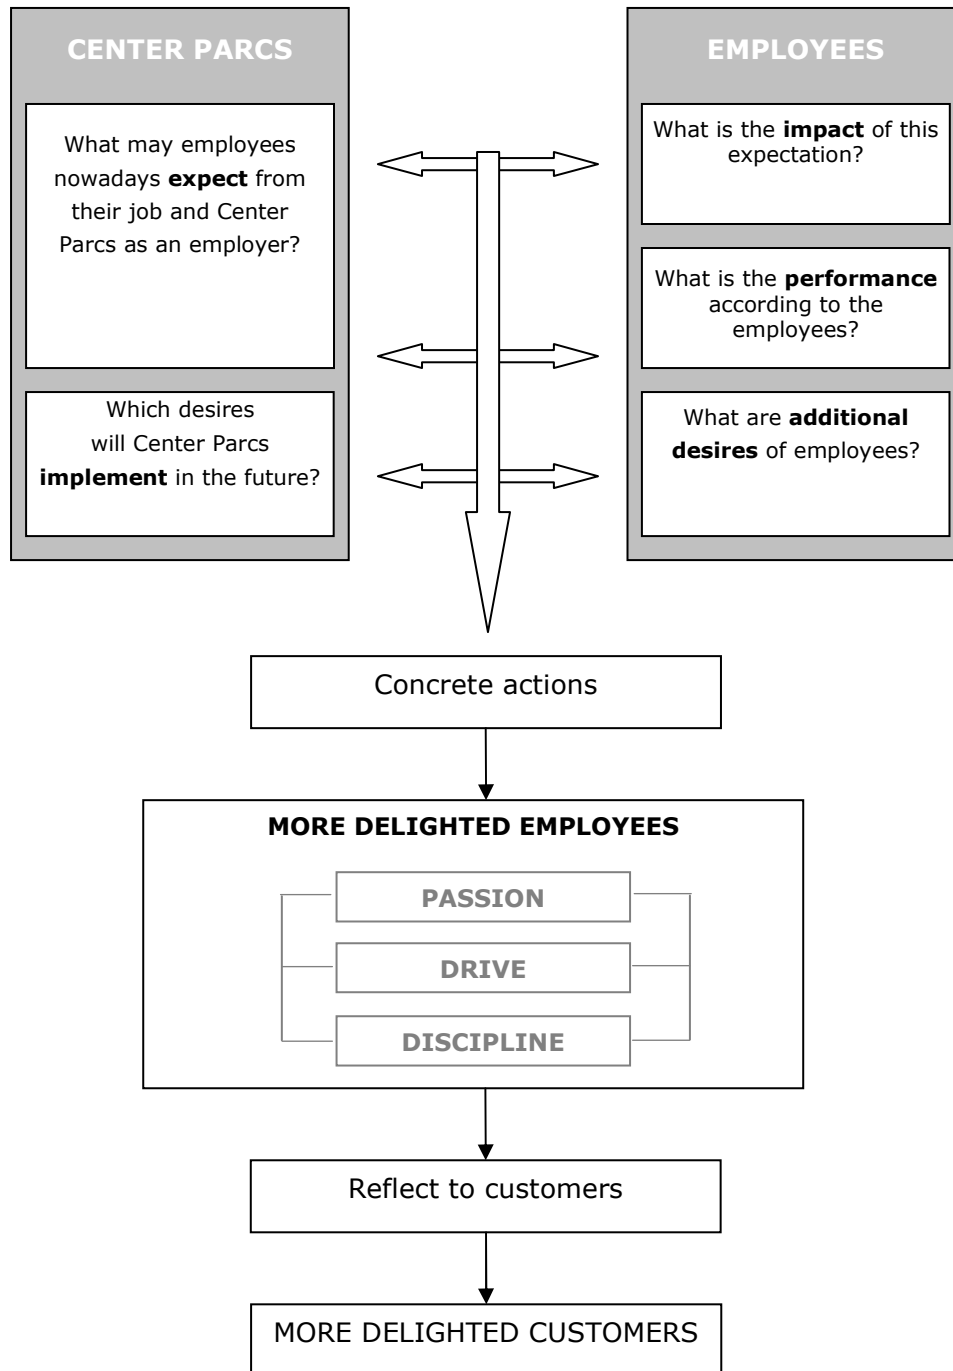 CENTER PARCS
What may employees
nowadays expect from
their job and Center
Parcs as an employer?
Which desires
will Center Parcs
implement in the future?
EMPLOYEES
What is the impact of this
expectation?
What is the performance
according to the
employees?
What are additional
desires of employees?
Concrete actions
MORE DELIGHTED EMPLOYEES
PASSION
DRIVE
DISCIPLINE
Reflect to customers
MORE DELIGHTED CUSTOMERS